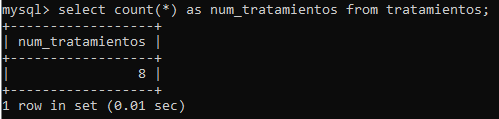 mysql> select count(*) as num_tratamientos from tratamientos;
+------------------+
| num_tratamientos |
+------------------+
|                8 |
+------------------+
1 row in set (0.01 sec)